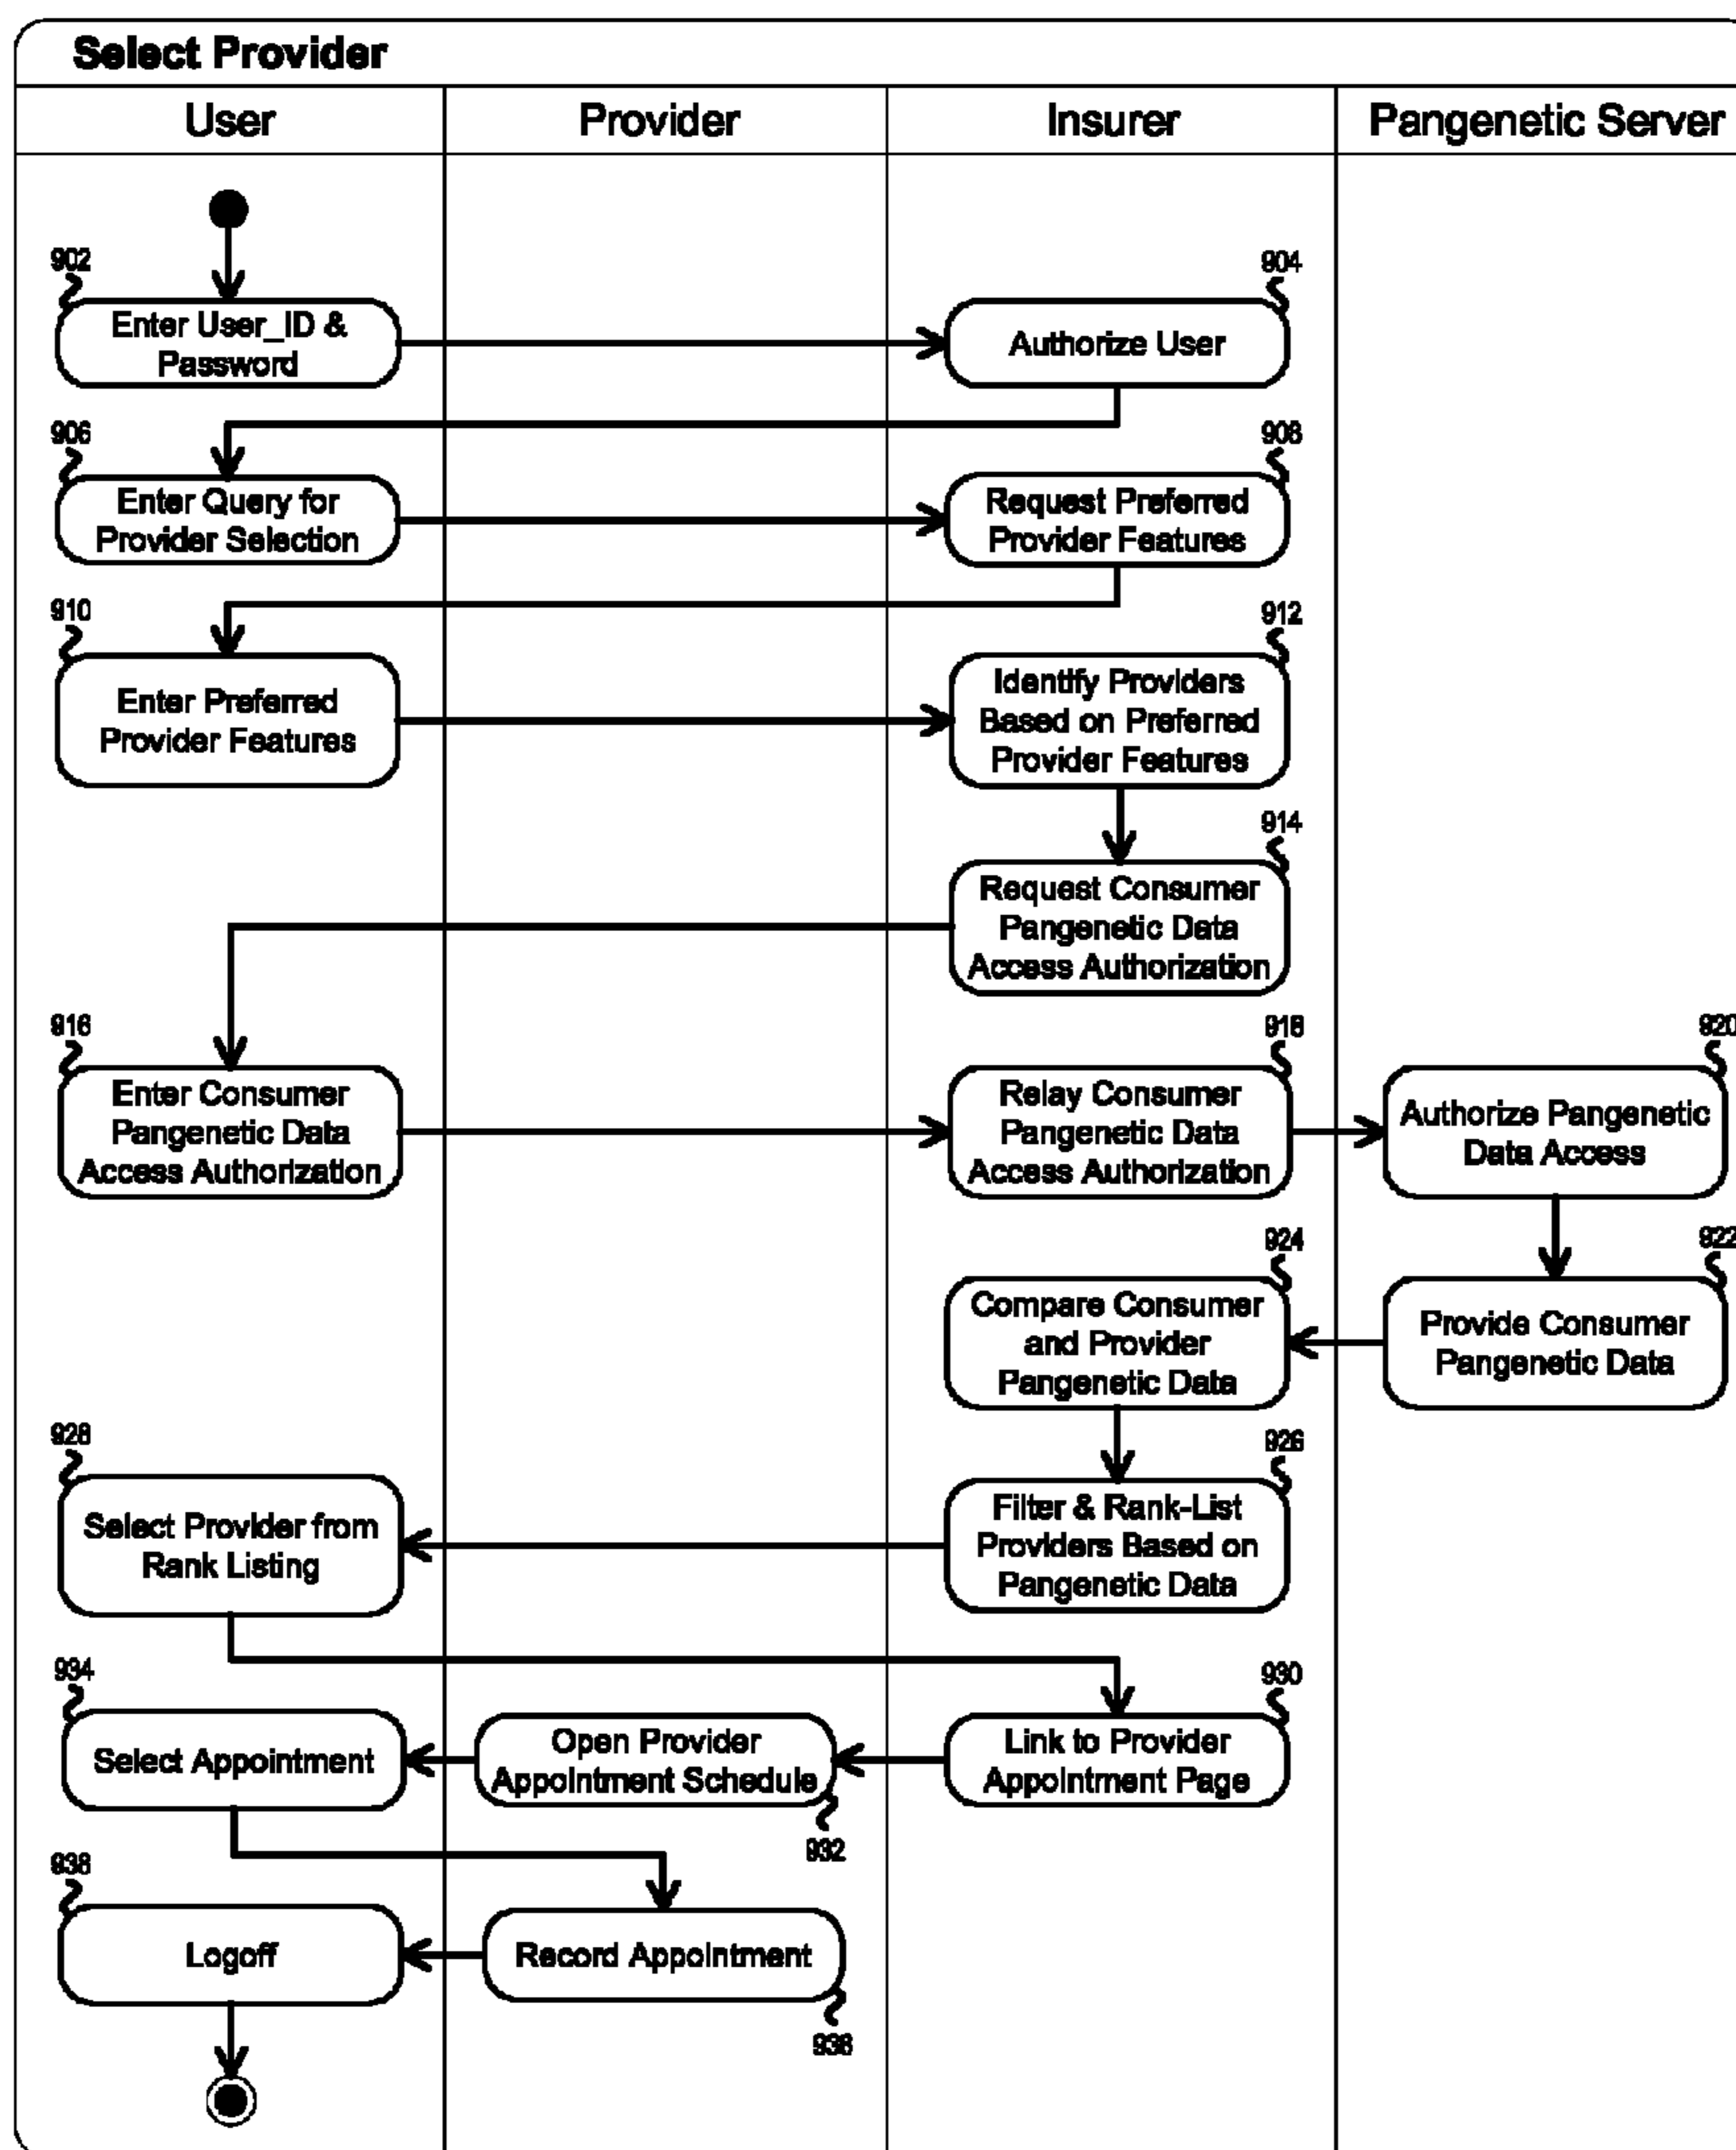 Select Provider
User
Provider
Insurer
Pangenetic Server
902
904
Enter User_ID &
Password
Authorize User
906
908
Enter Query for
Provider Selection
Request Preferred
Provider Features
910
912
Enter Preferred
Provider Features
Identify Providers
Based on Preferred
Provider Features
914
Request Consumer
Pangenetic Data
Access Authorization
916
918
920
Enter Consumer
Pangenetic Data
Access Authorization
Relay Consumer
Pangenetic Data
Access Authorization
Authorize Pangenetic
Data Access
924
922
Compare Consumer
and Provider
Pangenetic Data
Provide Consumer
Pangenetic Data
928
926
Select Provider from
Rank Listing
Filter & Rank-List
Providers Based on
Pangenetic Data
934
930
Select Appointment
Open Provider
Appointment Schedule
Link to Provider
Appointment Page
932
938
Logoff
Record Appointment
936